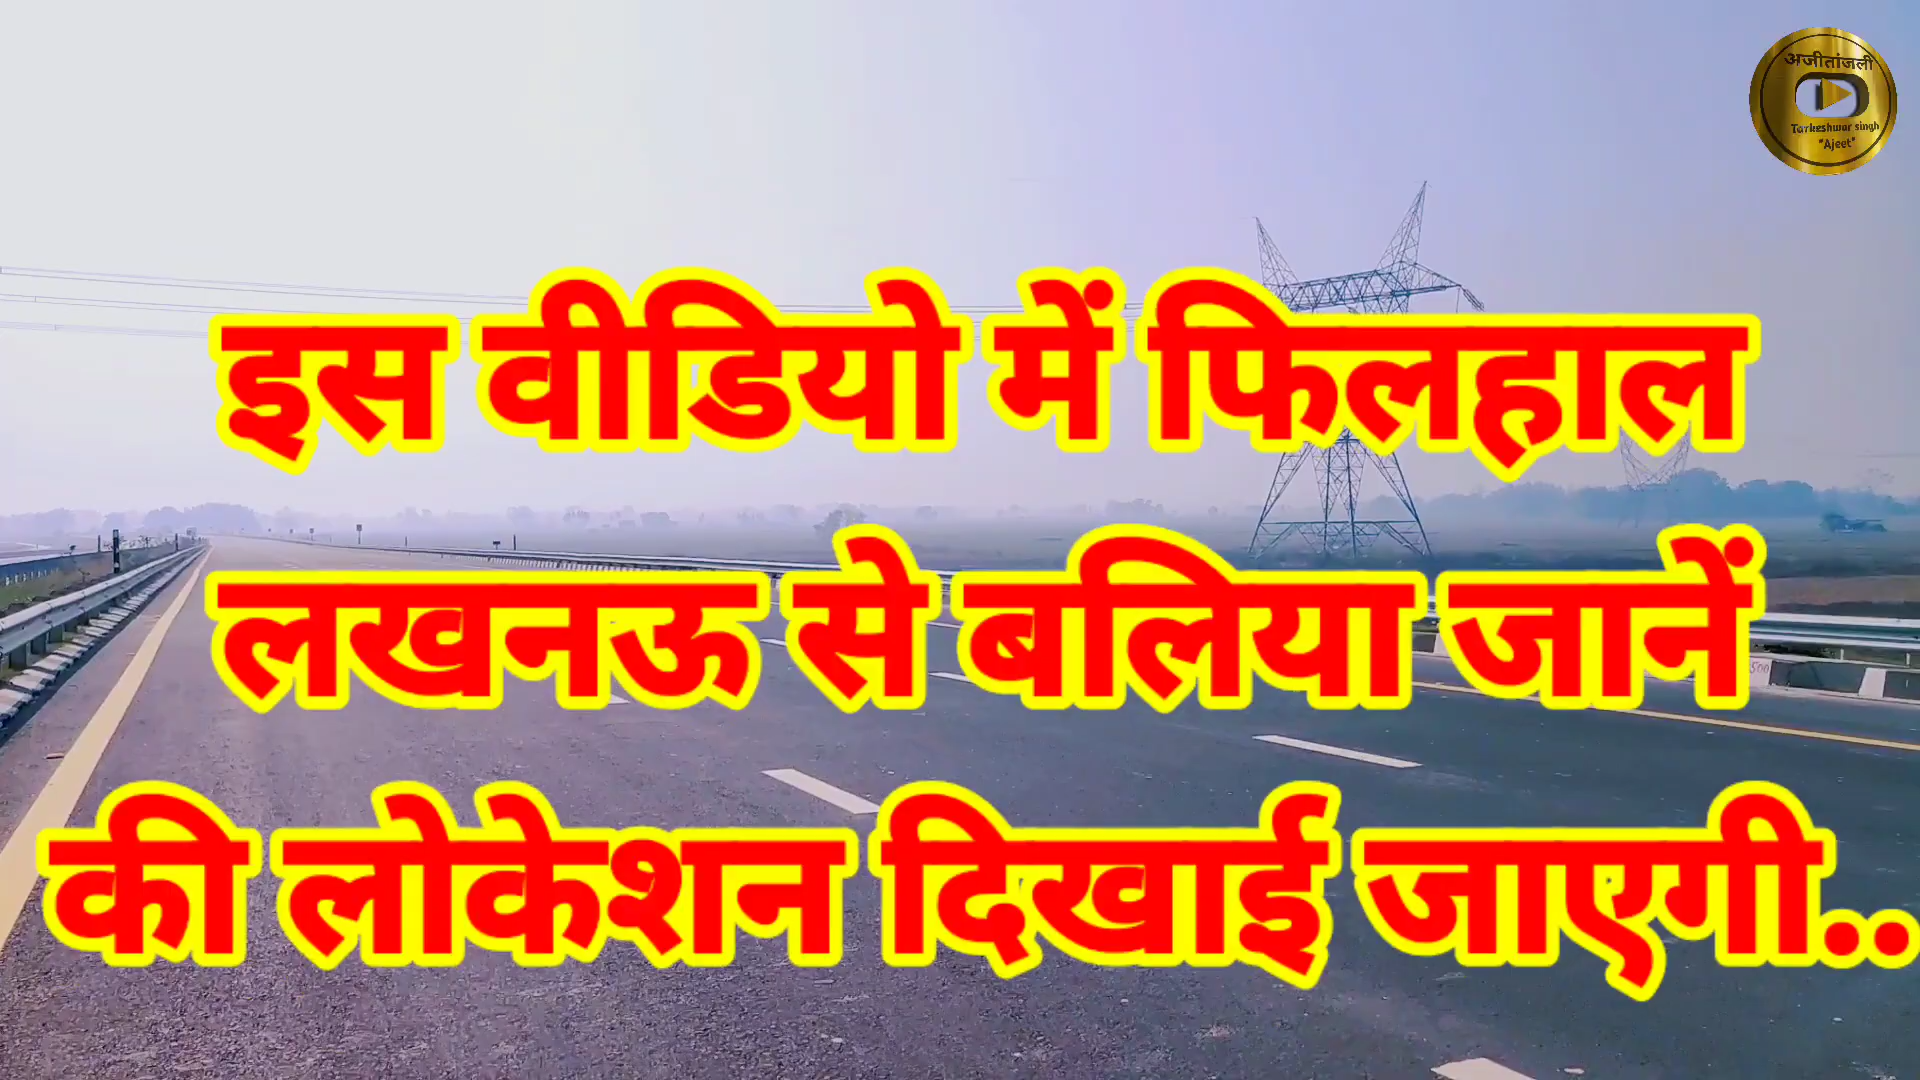 अजीतांजली
Tarkeshwar singh
"Ajeet"
इस वीडियो में फिलहाल
लखनऊ से बलिया जानें
की लोकेशन दिखाई जाएगी..